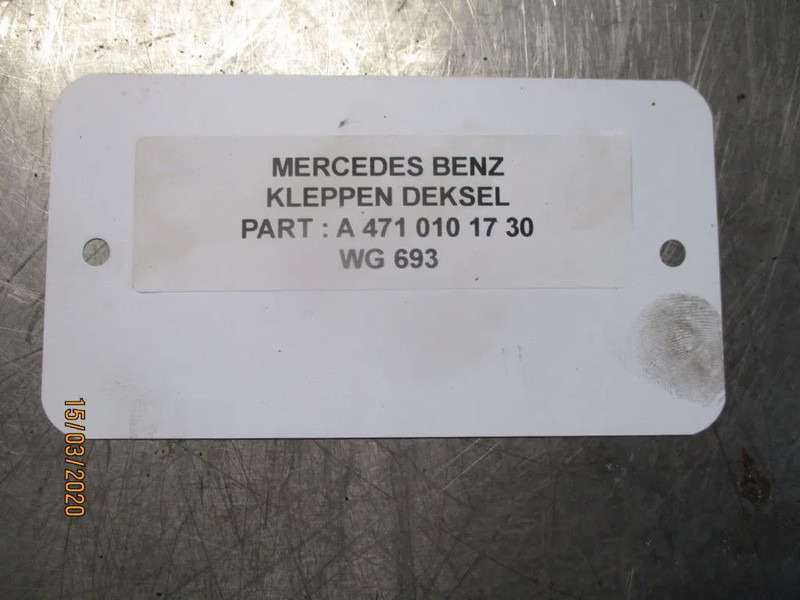 MERCEDES BENZ
KLEPPEN DEKSEL
PART : A 471 010 17 30
WG 693
15/03/2020